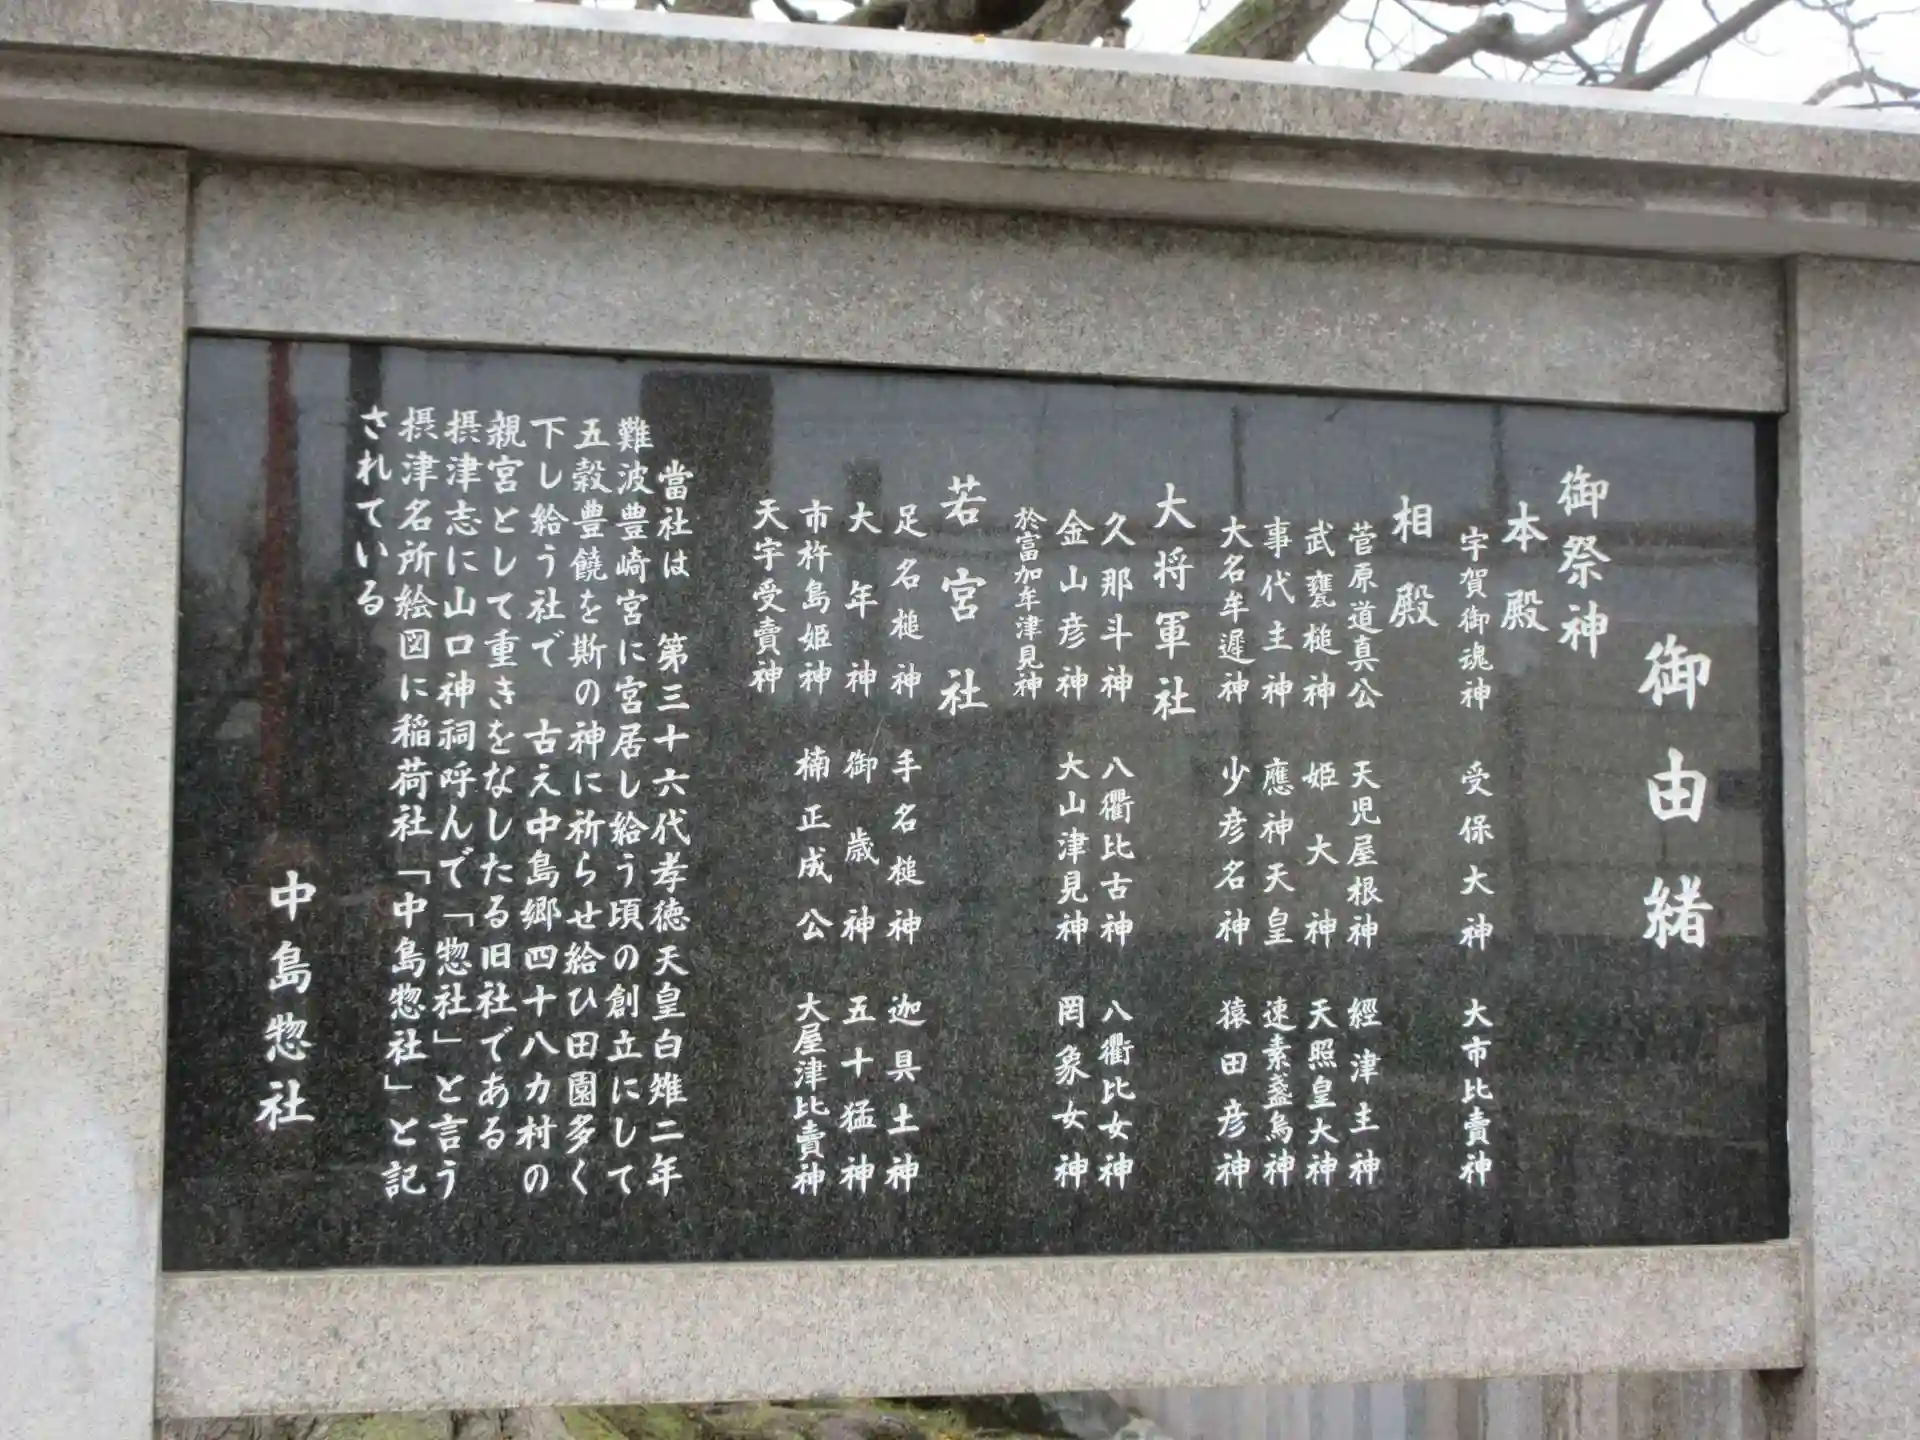 御由緒
御祭神
本殿
宇賀御魂神 受保大神 大市比賣神
相殿
菅原道真公 天児屋根神 經津主神
武甕槌神 姫大神 天照皇大神
事代主神 應神天皇 速素盞烏神
大名牟遲神 少彦名神 猿田彦神
大将軍社
久那斗神 八衢比古神 八衢比女神
金山彦神 大山津見神 罔象女神
於富加牟津見神
若宮社
足名槌神 手名槌神 迦具土神
大年神 御歳神 五十猛神
市杵島姫神 楠正成公 大屋津比賣神
天宇受賣神
當社は 第三十六代孝徳天皇白雉二年
難波豊崎宮に宮居し給う頃の創立にして
五穀豊饒を斯の神に祈らせ給ひ田園多く
下し給う社で 古え中島郷四十八カ村の
親宮として重きをなしたる旧社である
摂津志に山口神祠呼んで「惣社」と言う
摂津名所絵図に稲荷社「中島惣社」と記
されている
中島惣社